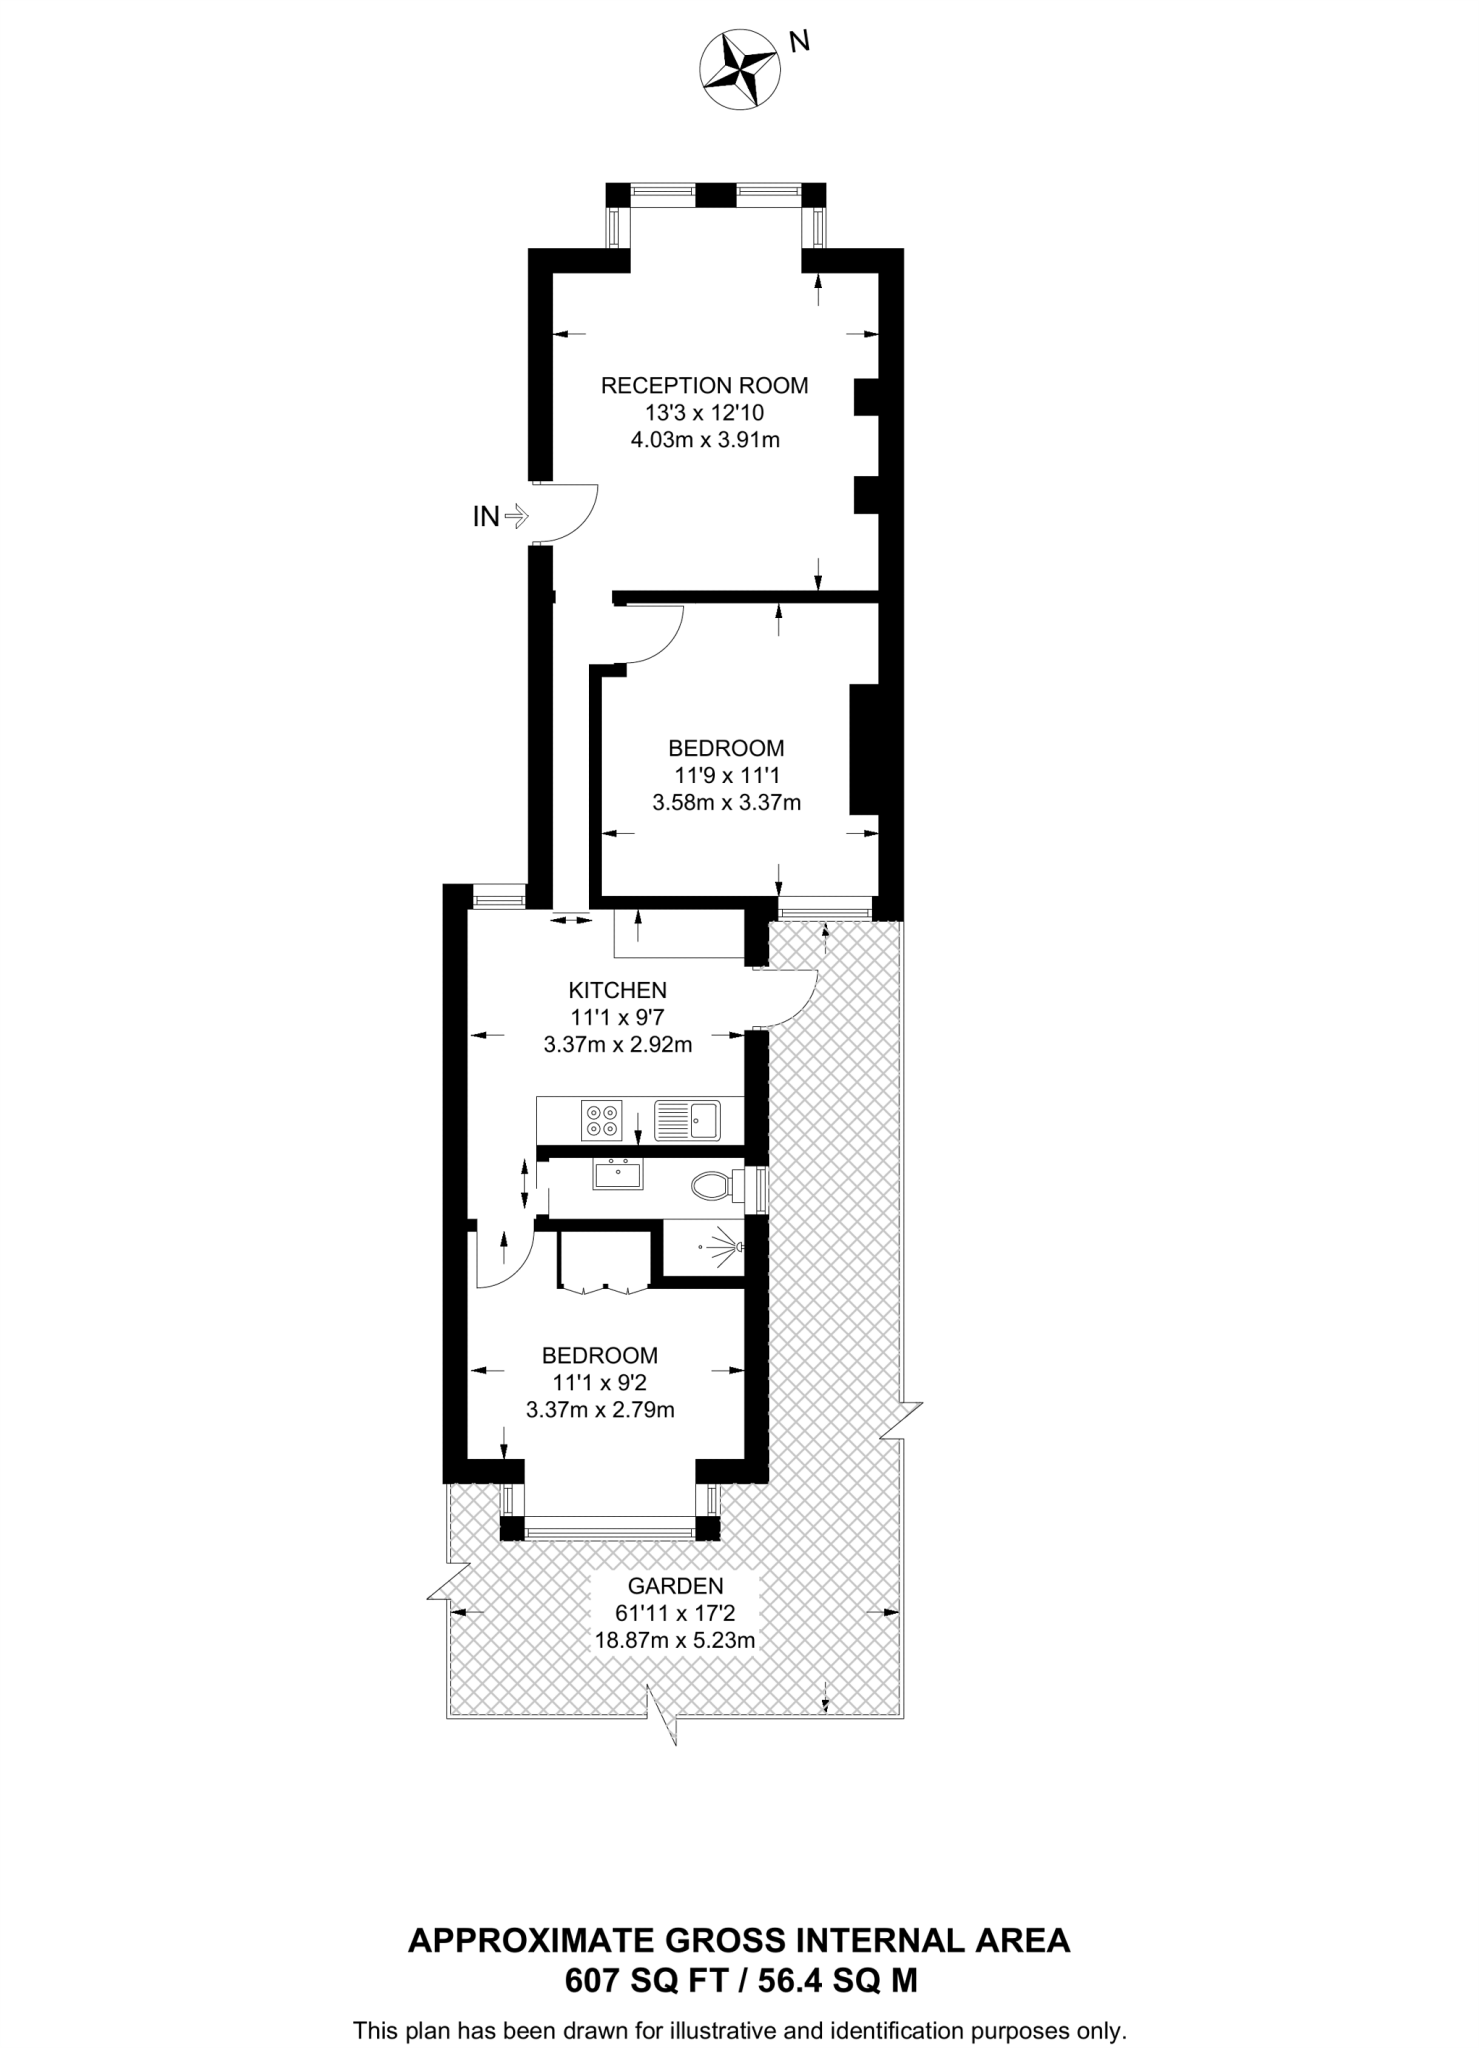 N
RECEPTION ROOM
13'3 x 12'10
4.03m x 3.91m
IN
BEDROOM
11'9 x 11'1
3.58m x 3.37m
KITCHEN
11'1 x 9'7
3.37m x 2.92m
BEDROOM
11'1 x 9'2
3.37m x 2.79m
GARDEN
61'11 x 17'2
18.87m x 5.23m
APPROXIMATE GROSS INTERNAL AREA
607 SQ FT / 56.4 SQ M
This plan has been drawn for illustrative and identification purposes only.